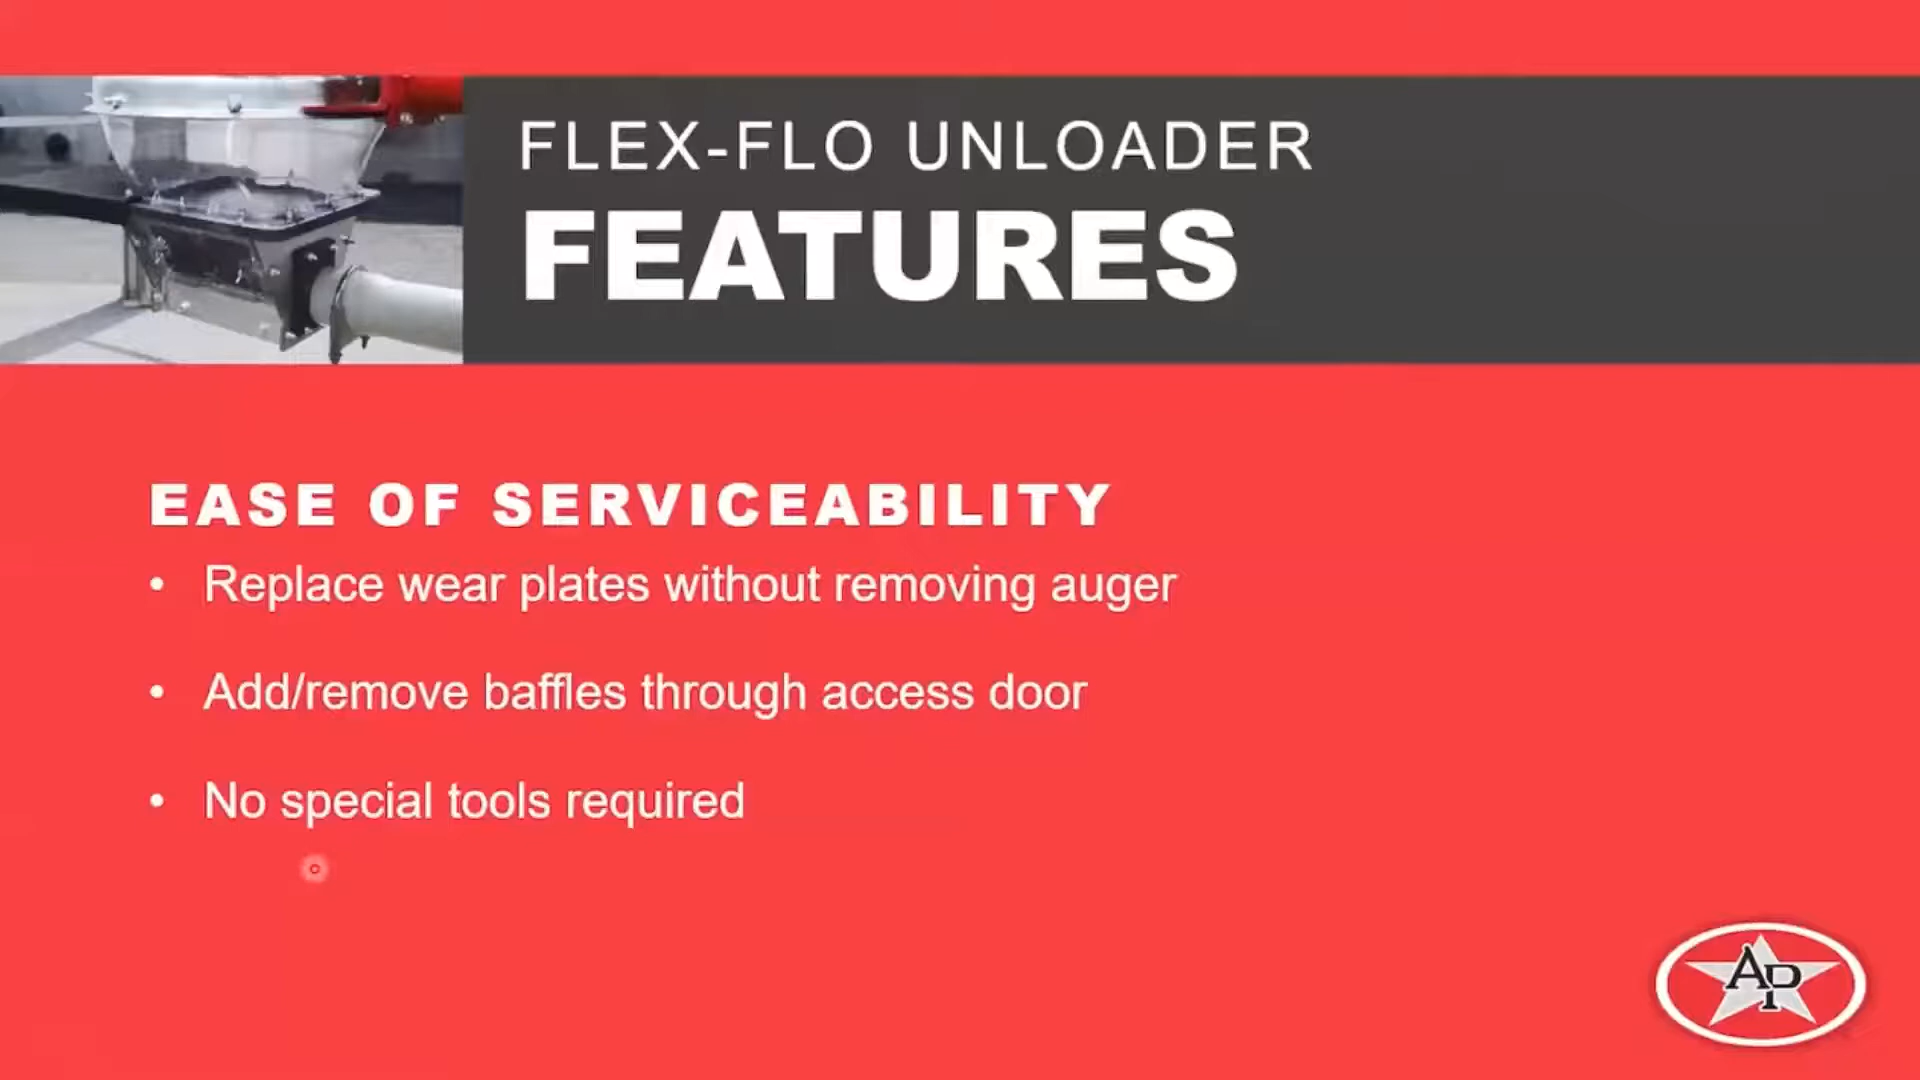 FLEX-FLO UNLOADER
FEATURES
EASE OF SERVICEABILITY
• Replace wear plates without removing auger
• Add/remove baffles through access door
• No special tools required
AP